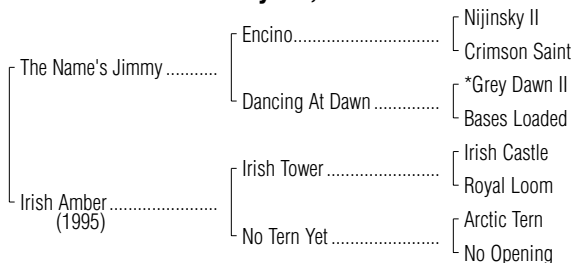 Nijinsky II
Encino
Crimson Saint
The Name's Jimmy
*Grey Dawn II
Dancing At Dawn
Bases Loaded
Irish Castle
Irish Tower
Royal Loom
Irish Amber
(1995)
Arctic Tern
No Tern Yet
No Opening